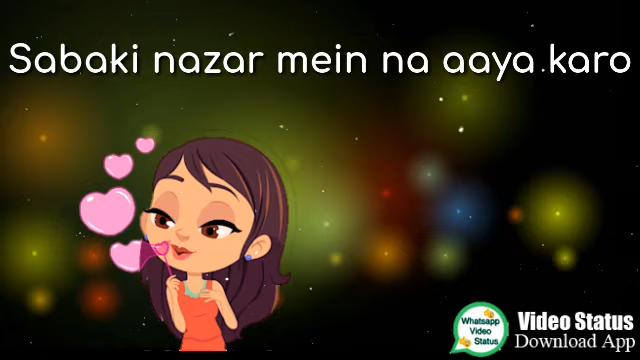 Sabaki nazar mein na aaya karo
Whatsapp
Video
Status
Video Status
Download App